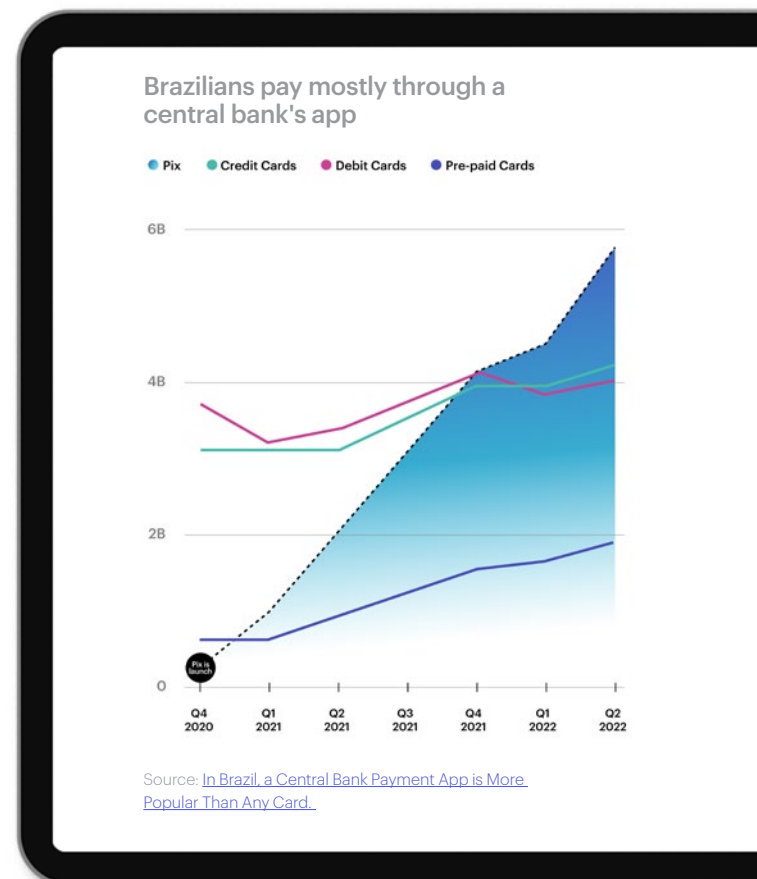 Brazilians pay mostly through a
central bank's app
Pix Credit Cards Debit Cards Pre-paid Cards
6B
4B
2B
0
Pix is
launch
Q4 Q1 Q2 Q3 Q4 Q1 Q2
2020 2021 2021 2021 2021 2022 2022
Source: In Brazil, a Central Bank Payment App is More
Popular Than Any Card.